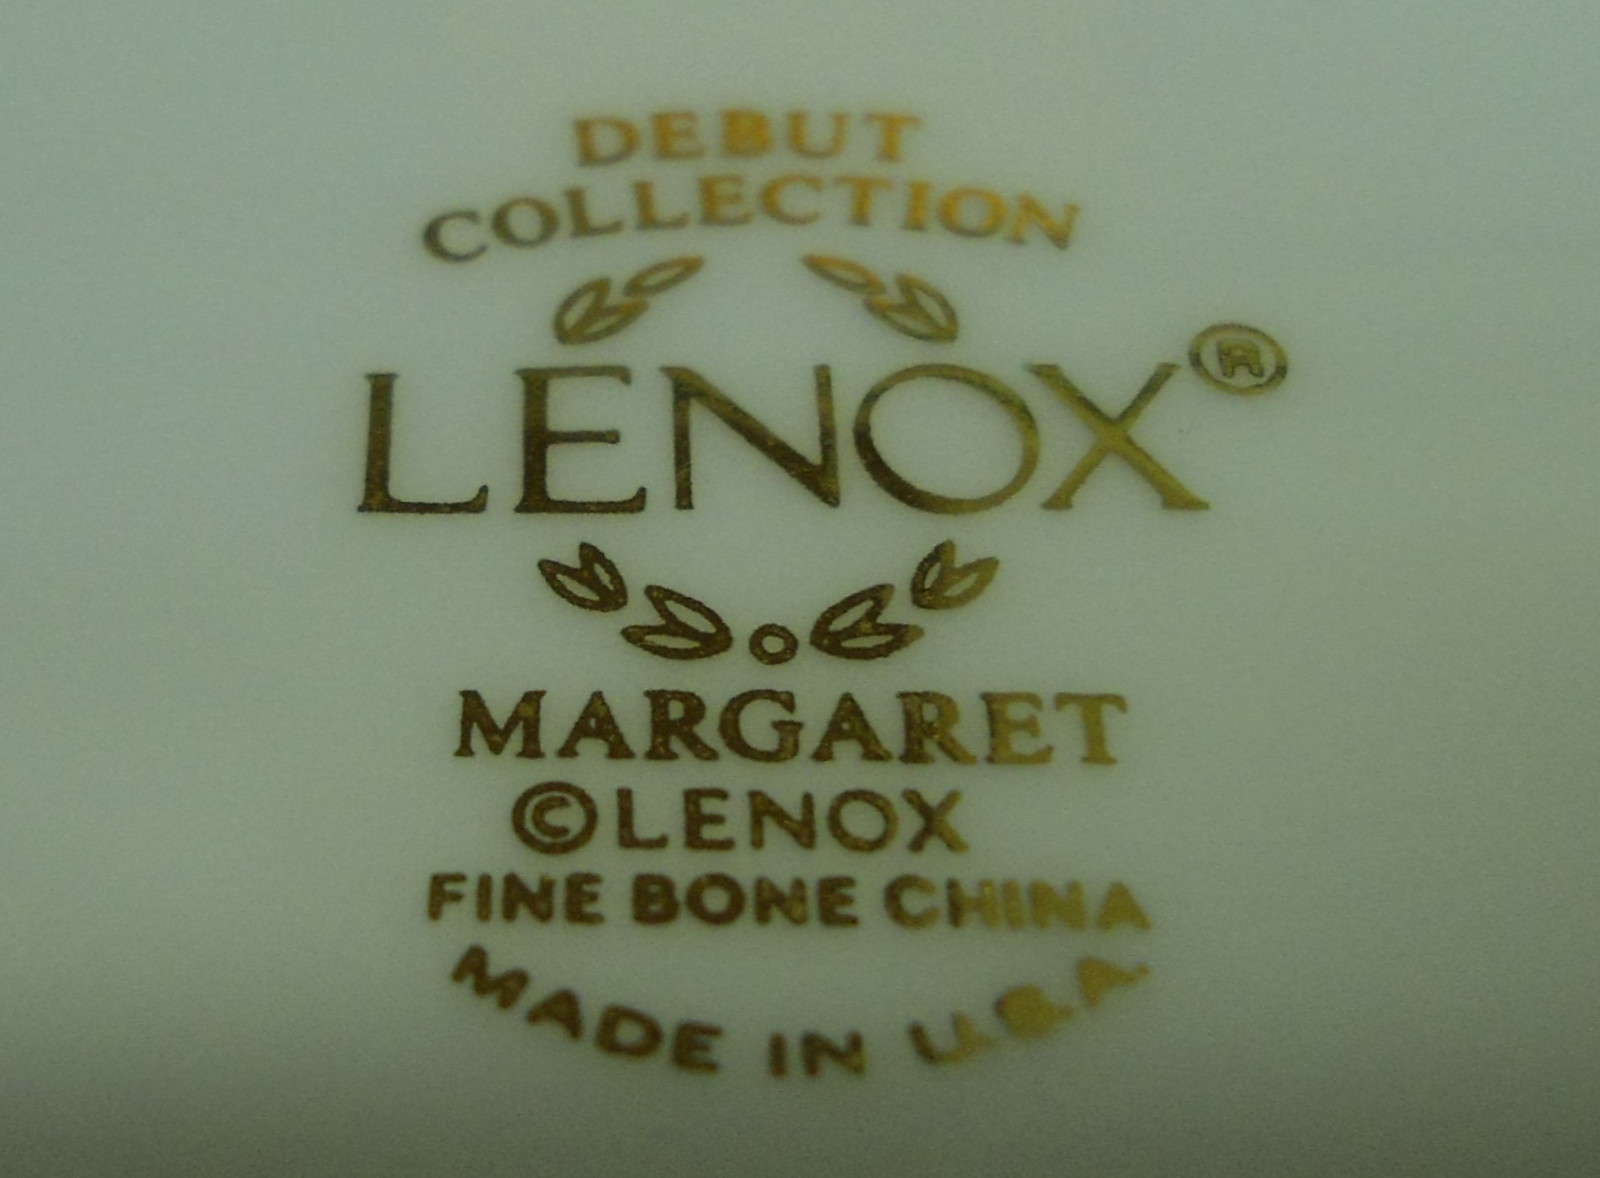 DEBUT
COLLECTION
LENOX®
MARGARET
©LENOX
FINE BONE CHINA
MADE IN U.S.A.